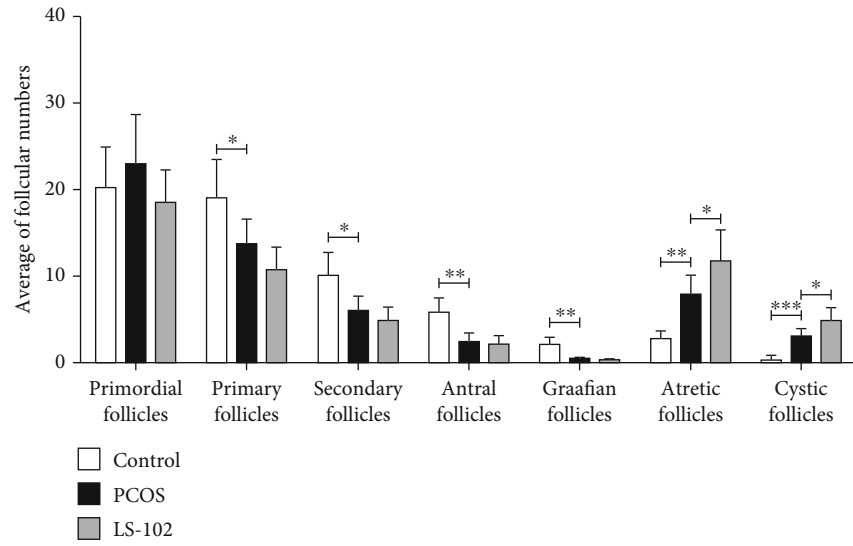 Average of follcular numbers
40
30
20
10
0
*
*
**
**
**
*
***
*
Primordial
follicles
Primary
follicles
Secondary
follicles
Antral
follicles
Graafian
follicles
Atretic
follicles
Cystic
follicles
Control
PCOS
LS-102